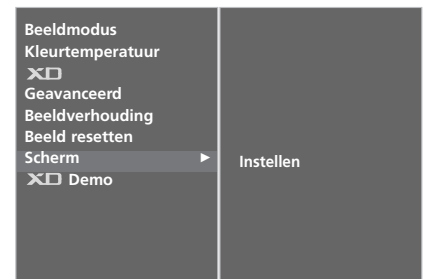 Beeldmodus
Kleurtemperatuur
XD
Geavanceerd
Beeldverhouding
Beeld resetten
Scherm ►
Instellen
XD Demo